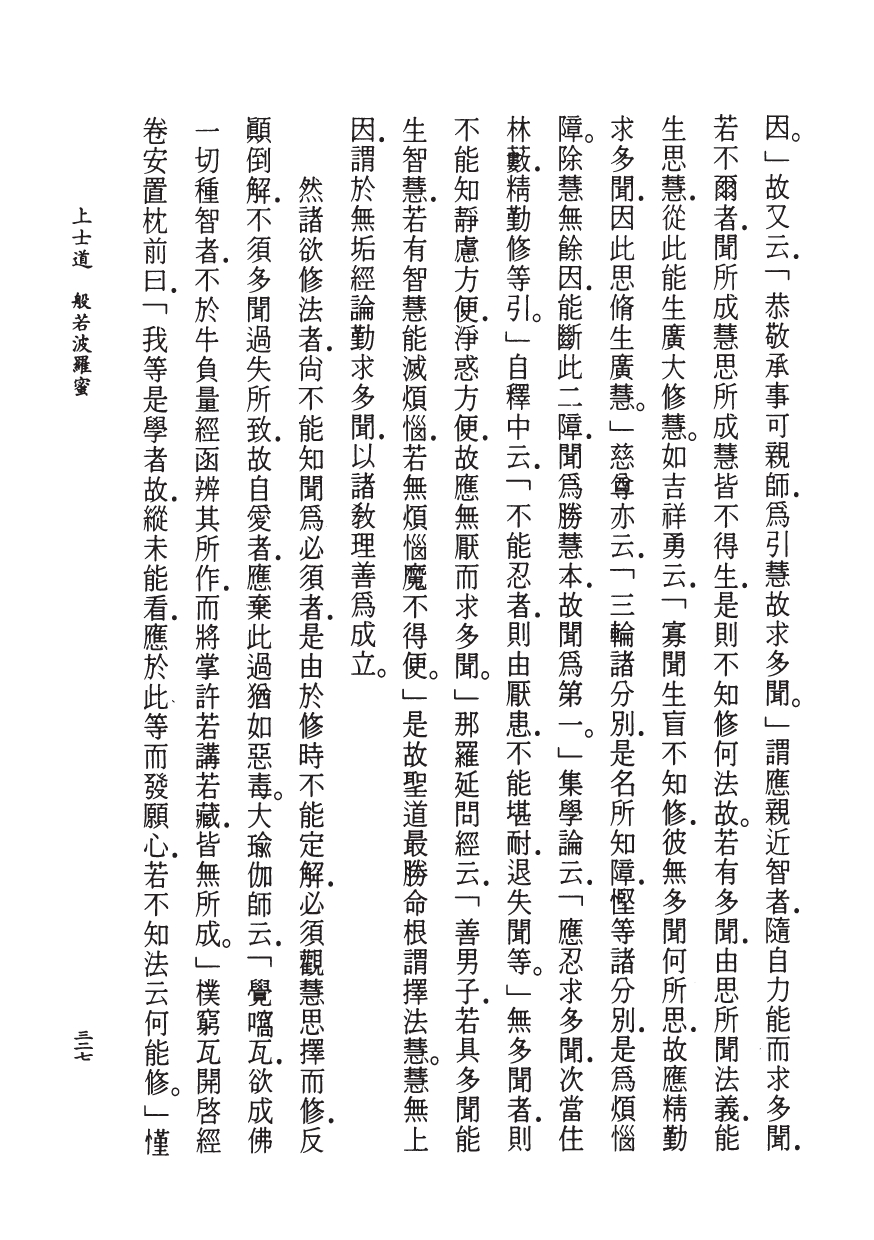 因。」故又云．「恭敬承事可親師．爲引慧故求多聞。」謂應親近智者．隨自力能而求多聞．
若不爾者．聞所成慧思所成慧皆不得生．是則不知修何法故。若有多聞．由思所聞法義．能
生思慧．從此能生廣大修慧。如吉祥勇云．「寡聞生盲不知修．彼無多聞何所思．故應精勤
求多聞．因此思脩生廣慧。」慈尊亦云．「三輪諸分別．是名所知障．慳等諸分別．是爲煩惱
障。除慧無餘因．能斷此二障．聞爲勝慧本．故聞爲第一。」集學論云．「應忍求多聞．次當住
林藪．精勤修等引。」自釋中云．「不能忍者．則由厭患．不能堪耐．退失聞等。」無多聞者．則
不能知靜慮方便．淨惑方便．故應無厭而求多聞。」那羅延問經云．「善男子．若具多聞能
生智慧．若有智慧能滅煩惱．若無煩惱魔不得便。」是故聖道最勝命根謂擇法慧。慧無上
因．謂於無垢經論勤求多聞．以諸教理善爲成立。
然諸欲修法者．尙不能知聞爲必須者．是由於修時不能定解．必須觀慧思擇而修．反
顚倒解．不須多聞過失所致．故自愛者．應棄此過猶如惡毒。大瑜伽師云．「覺嚆瓦．欲成佛
一切種智者．不於牛負量經函辨其所作．而將掌許若講若藏．皆無所成。」樸窮瓦開啓經
卷安置枕前曰．「我等是學者故．縱未能看．應於此、等而發願心．若不知法云何能修。」慬
上士道　般若波羅蜜
三二七